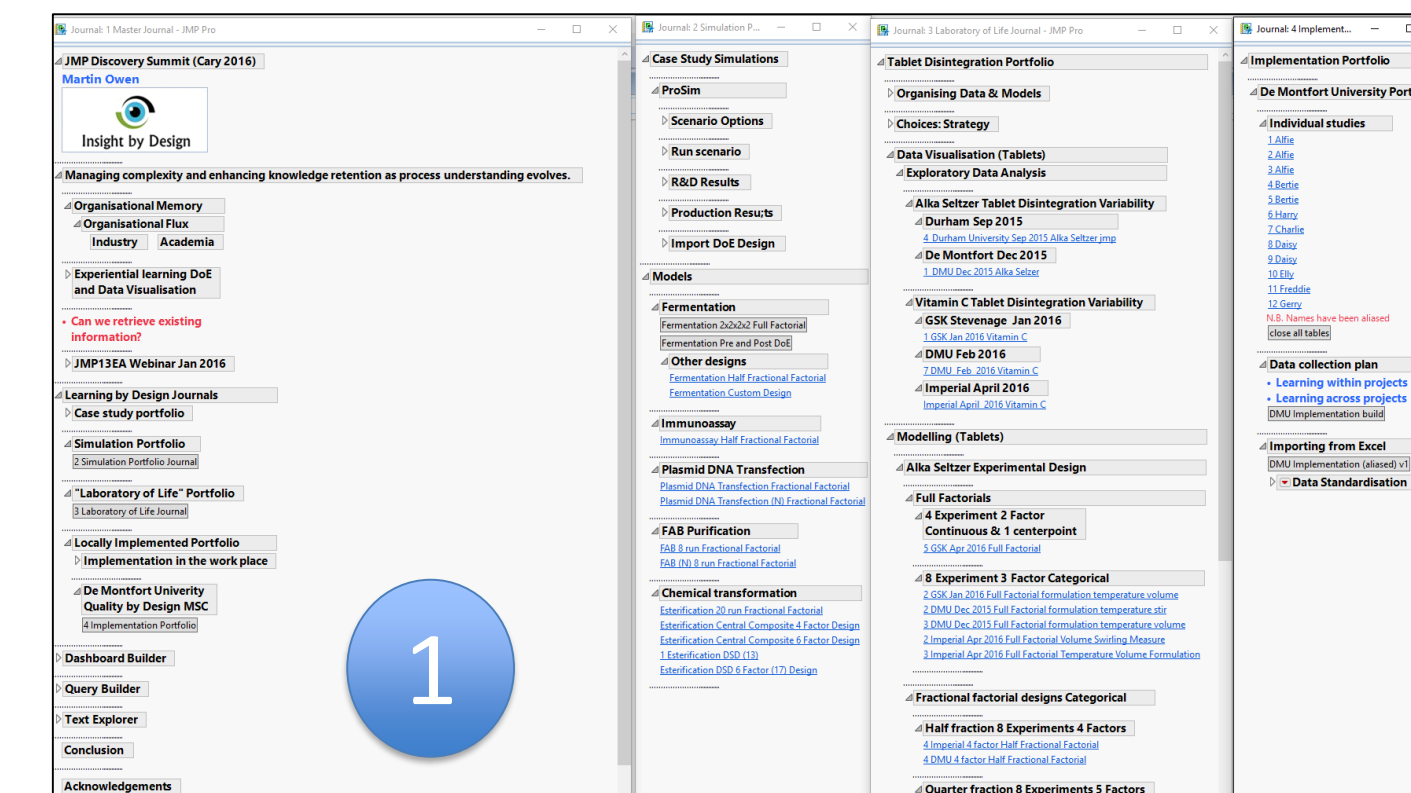 Journal: 1 Master Journal - JMP Pro
JMP Discovery Summit (Cary 2016)
Martin Owen
Insight by Design
Managing complexity and enhancing knowledge retention as process understanding evolves.
Organisational Memory
Organisational Flux
Industry Academia
Experiential learning DoE
and Data Visualisation
• Can we retrieve existing
information?
JMP13EA Webinar Jan 2016
Learning by Design Journals
Case study portfolio
Simulation Portfolio
2 Simulation Portfolio Journal
"Laboratory of Life" Portfolio
3 Laboratory of Life Journal
Locally Implemented Portfolio
Implementation in the work place
De Montfort Univerity
Quality by Design MSC
4 Implementation Portfolio
Dashboard Builder
Query Builder
Text Explorer
Conclusion
Acknowledgements
1
Journal: 2 Simulation P...
Case Study Simulations
ProSim
Scenario Options
Run scenario
R&D Results
Production Resu;ts
Import DoE Design
Models
Fermentation
Fermentation 2x2x2x2 Full Factorial
Fermentation Pre and Post DoE
Other designs
Fermentation Half Fractional Factorial
Fermentation Custom Design
Immunoassay
Immunoassay Half Fractional Factorial
Plasmid DNA Transfection
Plasmid DNA Transfection Fractional Factorial
Plasmid DNA Transfection (N) Fractional Factorial
FAB Purification
FAB 8 run Fractional Factorial
FAB (N) 8 run Fractional Factorial
Chemical transformation
Esterification 20 run Fractional Factorial
Esterification Central Composite 4 Factor Design
Esterification Central Composite 6 Factor Design
1 Esterification DSD (13)
Esterification DSD 6 Factor (17) Design
Journal: 3 Laboratory of Life Journal - JMP Pro
Tablet Disintegration Portfolio
Organising Data & Models
Choices: Strategy
Data Visualisation (Tablets)
Exploratory Data Analysis
Alka Seltzer Tablet Disintegration Variability
Durham Sep 2015
4 Durham University Sep 2015 Alka Seltzer jmp
De Montfort Dec 2015
1 DMU Dec 2015 Alka Selzer
Vitamin C Tablet Disintegration Variability
GSK Stevenage Jan 2016
1 GSK Jan 2016 Vitamin C
DMU Feb 2016
7 DMU Feb 2016 Vitamin C
Imperial April 2016
Imperial April 2016 Vitamin C
Modelling (Tablets)
Alka Seltzer Experimental Design
Full Factorials
4 Experiment 2 Factor
Continuous & 1 centerpoint
5 GSK Apr 2016 Full Factorial
8 Experiment 3 Factor Categorical
2 GSK Jan 2016 Full Factorial formulation temperature volume
2 DMU Dec 2015 Full Factorial formulation temperature stir
3 DMU Dec 2015 Full Factorial formulation temperature volume
2 Imperial Apr 2016 Full Factorial Volume Swirling Measure
3 Imperial Apr 2016 Full Factorial Temperature Volume Formulation
Fractional factorial designs Categorical
Half fraction 8 Experiments 4 Factors
4 Imperial 4 factor Half Fractional Factorial
4 DMU 4 factor Half Fractional Factorial
Quarter fraction 8 Experiments 5 Factors
Journal: 4 Implement...
Implementation Portfolio
De Montfort University Port
Individual studies
1 Alfie
2 Alfie
3 Alfie
4 Bertie
5 Bertie
6 Harry
7 Charlie
8 Daisy
9 Daisy
10 Elly
11 Freddie
12 Gerry
N.B. Names have been aliased
close all tables
Data collection plan
• Learning within projects
• Learning across projects
DMU Implementation build
Importing from Excel
DMU Implementation (aliased) v1
Data Standardisation